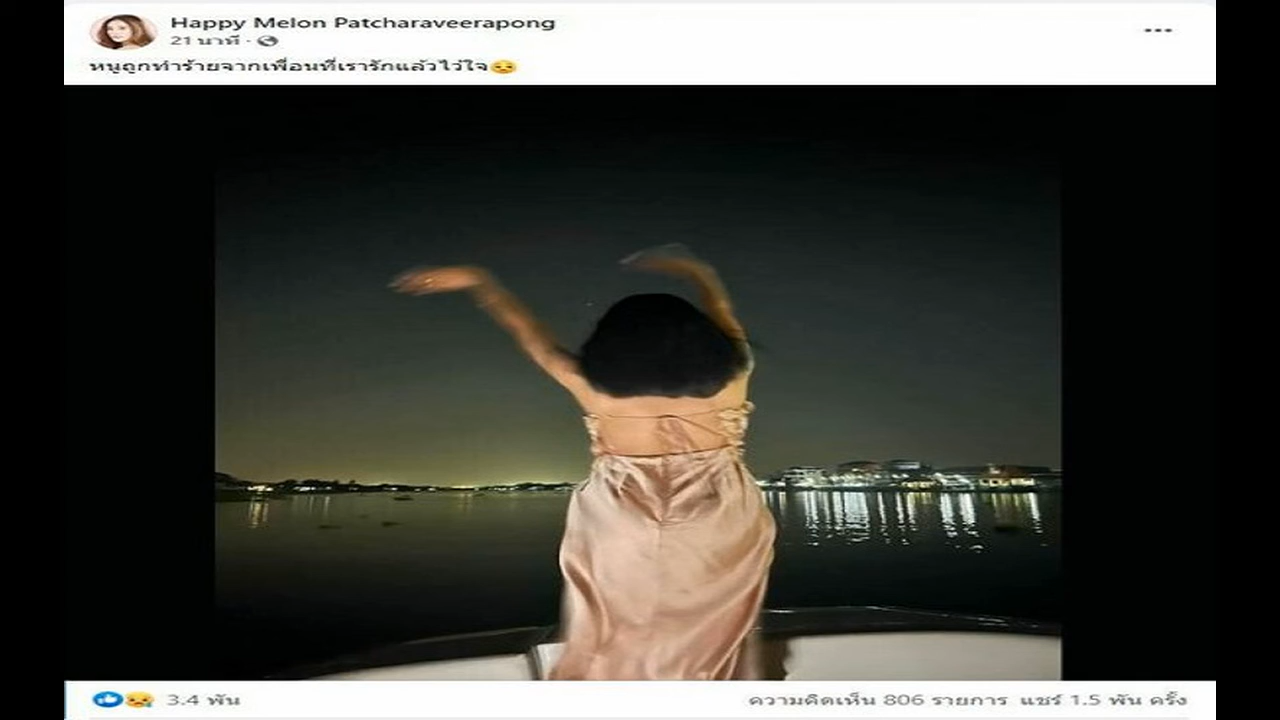 Happy Melon Patcharaveerapong
21 นาที ·
หนูถูกทำร้ายจากเพื่อนที่เรารักแล้วไว้ใจ😔
3.4 พัน
ความคิดเห็น 806 รายการ แชร์ 1.5 พัน ครั้ง